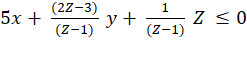 5x + (2Z−3)/(Z−1) y + 1/(Z−1) Z ≤ 0